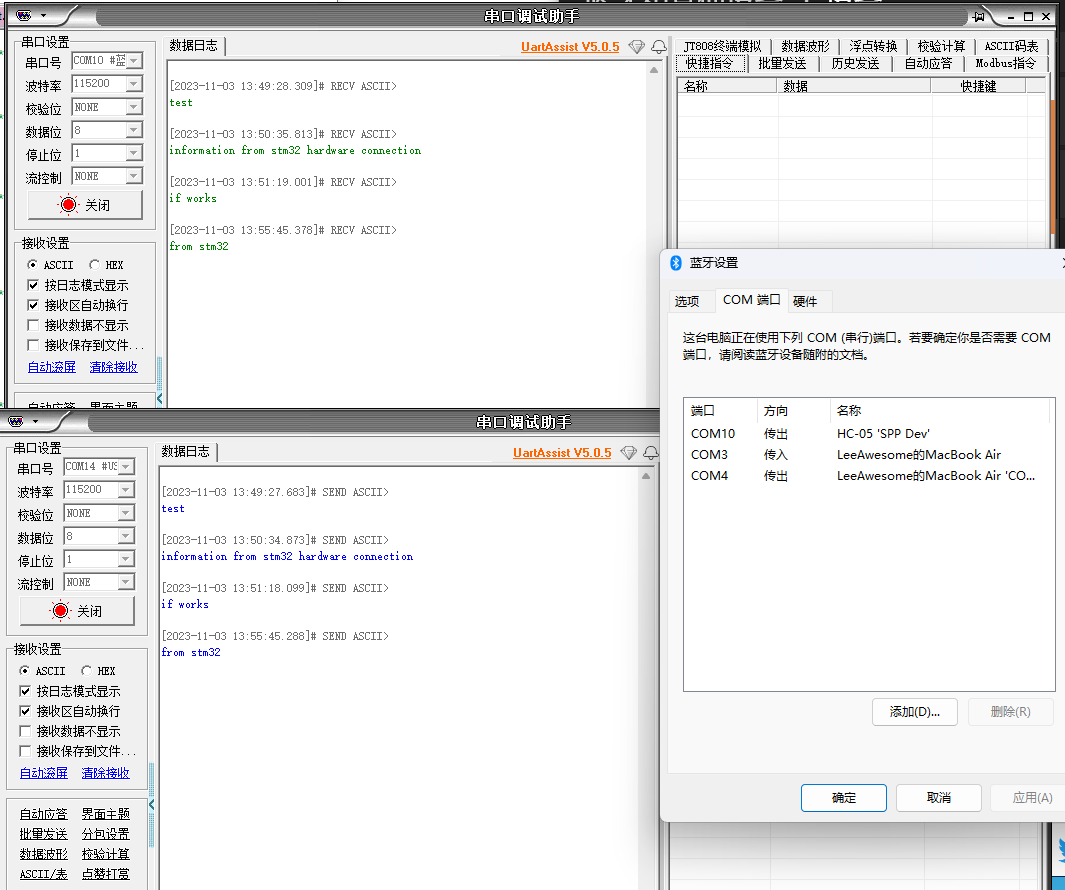 串口调试助手
串口设置
串口号 COM10 #蓝
波特率 115200
校验位 NONE
数据位 8
停止位 1
流控制 NONE
关闭
接收设置
ASCII HEX
按日志模式显示
接收区自动换行
接收数据不显示
接收保存到文件...
自动滚屏 清除接收
自动应答 界面主题
数据日志
UartAssist V5.0.5
[2023-11-03 13:49:28.309]# RECV ASCII>
test
[2023-11-03 13:50:35.813]# RECV ASCII>
information from stm32 hardware connection
[2023-11-03 13:51:19.001]# RECV ASCII>
if works
[2023-11-03 13:55:45.378]# RECV ASCII>
from stm32
JT808终端模拟 数据波形 浮点转换 校验计算 ASCII码表
快捷指令 批量发送 历史发送 自动应答 Modbus指令
名称 数据 快捷键
串口调试助手
串口设置
串口号 COM14 #US
波特率 115200
校验位 NONE
数据位 8
停止位 1
流控制 NONE
关闭
接收设置
ASCII HEX
按日志模式显示
接收区自动换行
接收数据不显示
接收保存到文件...
自动滚屏 清除接收
自动应答 界面主题
批量发送 分包设置
数据波形 校验计算
ASCII/表 点赞打赏
数据日志
UartAssist V5.0.5
[2023-11-03 13:49:27.683]# SEND ASCII>
test
[2023-11-03 13:50:34.873]# SEND ASCII>
information from stm32 hardware connection
[2023-11-03 13:51:18.099]# SEND ASCII>
if works
[2023-11-03 13:55:45.288]# SEND ASCII>
from stm32
蓝牙设置
选项 COM 端口 硬件
这台电脑正在使用下列 COM (串行)端口。若要确定你是否需要 COM
端口，请阅读蓝牙设备随附的文档。
端口 方向 名称
COM10 传出 HC-05 'SPP Dev'
COM3 传入 LeeAwesome的MacBook Air
COM4 传出 LeeAwesome的MacBook Air 'CO...
添加(D)... 删除(R)
确定 取消 应用(A)